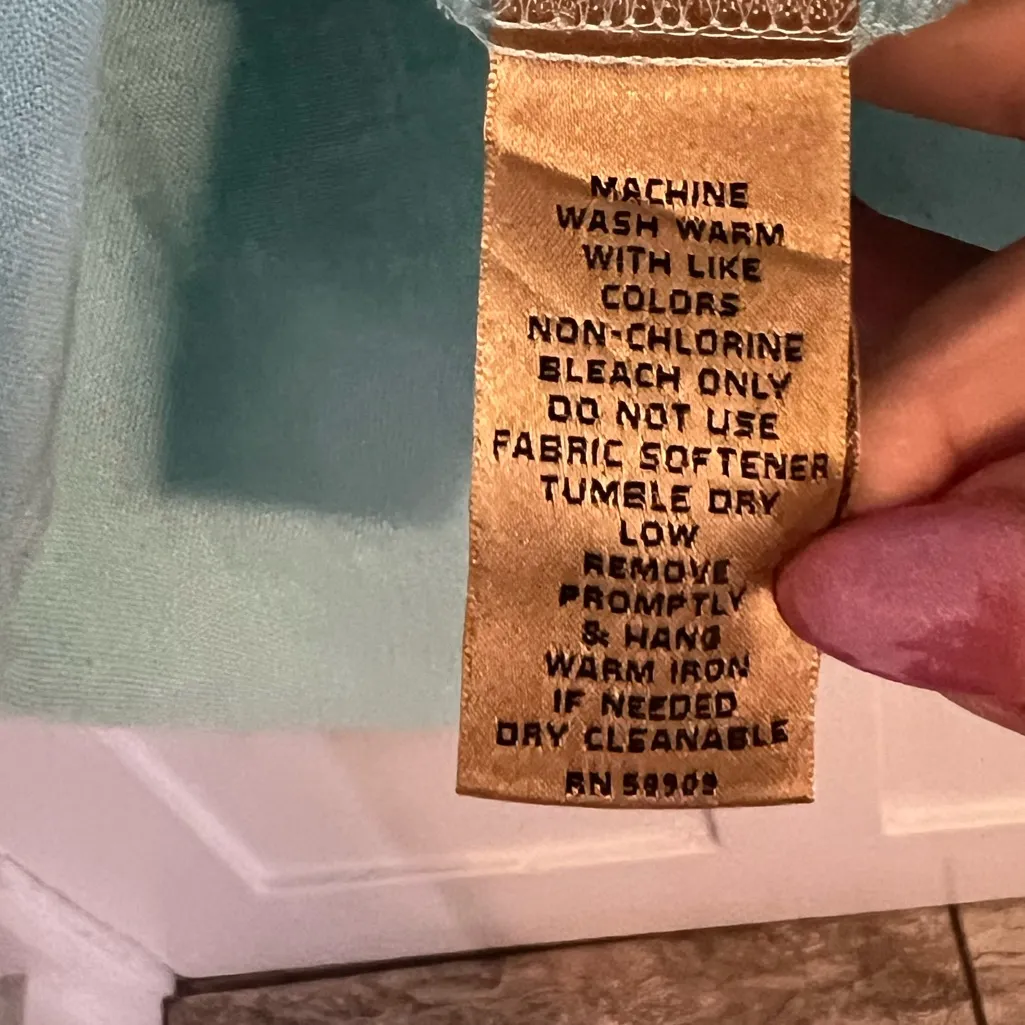 MACHINE
WASH WARM
WITH LIKE
COLORS
NON-CHLORINE
BLEACH ONLY
DO NOT USE
FABRIC SOFTENER
TUMBLE DRY
LOW
REMOVE
PROMPTLY
& HANG
WARM IRON
IF NEEDED
DRY CLEANABLE
RN